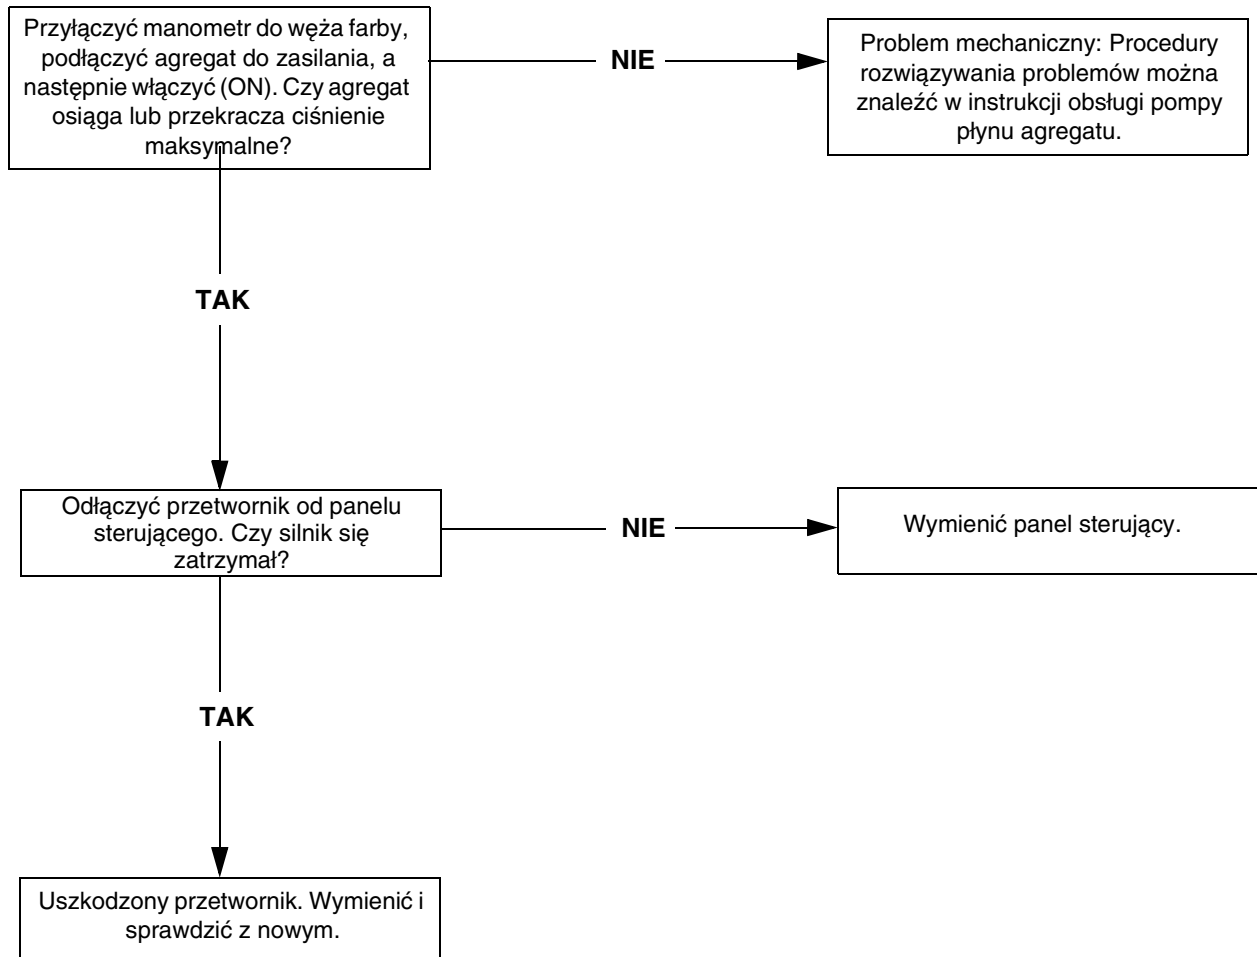 Przyłączyć manometr do węża farby,
podłączyć agregat do zasilania, a
następnie włączyć (ON). Czy agregat
osiąga lub przekracza ciśnienie
maksymalne?
NIE
Problem mechaniczny: Procedury
rozwiązywania problemów można
znaleźć w instrukcji obsługi pompy
płynu agregatu.
TAK
Odłączyć przetwornik od panelu
sterującego. Czy silnik się
zatrzymał?
NIE
Wymienić panel sterujący.
TAK
Uszkodzony przetwornik. Wymienić i
sprawdzić z nowym.